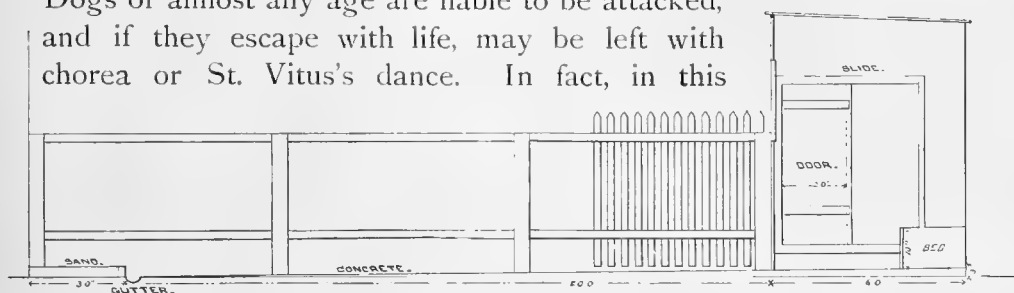 Dogs of almost any age are liable to be attacked,
and if they escape with life, may be left with
chorea or St. Vitus's dance. In fact, in this
SLIDE.
DOOR.
BED
SAND.
CONCRETE.
GUTTER.